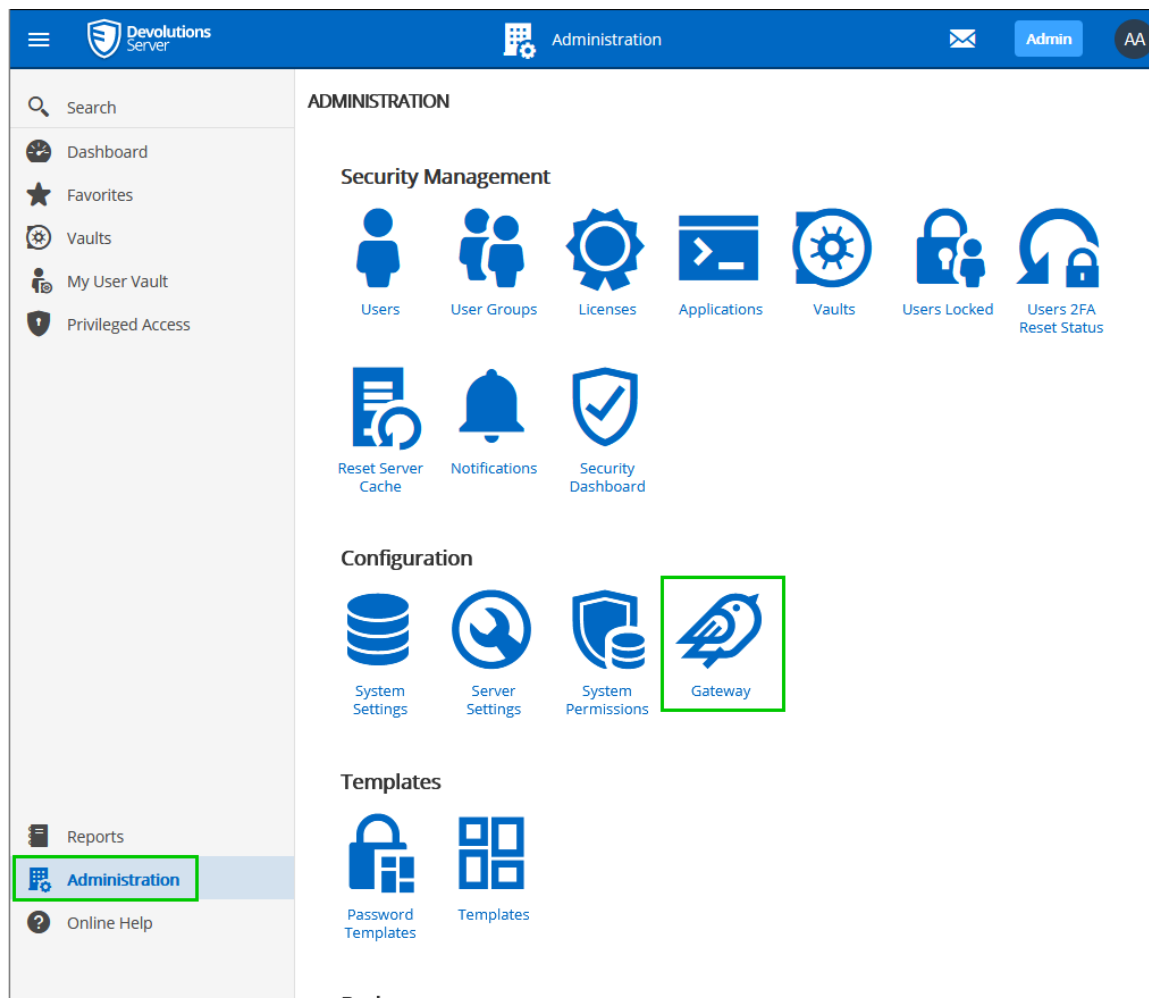 Devolutions
Server
Administration
Admin
AA
Search
Dashboard
Favorites
Vaults
My User Vault
Privileged Access
Reports
Administration
Online Help
ADMINISTRATION
Security Management
Users
User Groups
Licenses
Applications
Vaults
Users Locked
Users 2FA
Reset Status
Reset Server
Cache
Notifications
Security
Dashboard
Configuration
System
Settings
Server
Settings
System
Permissions
Gateway
Templates
Password
Templates
Templates